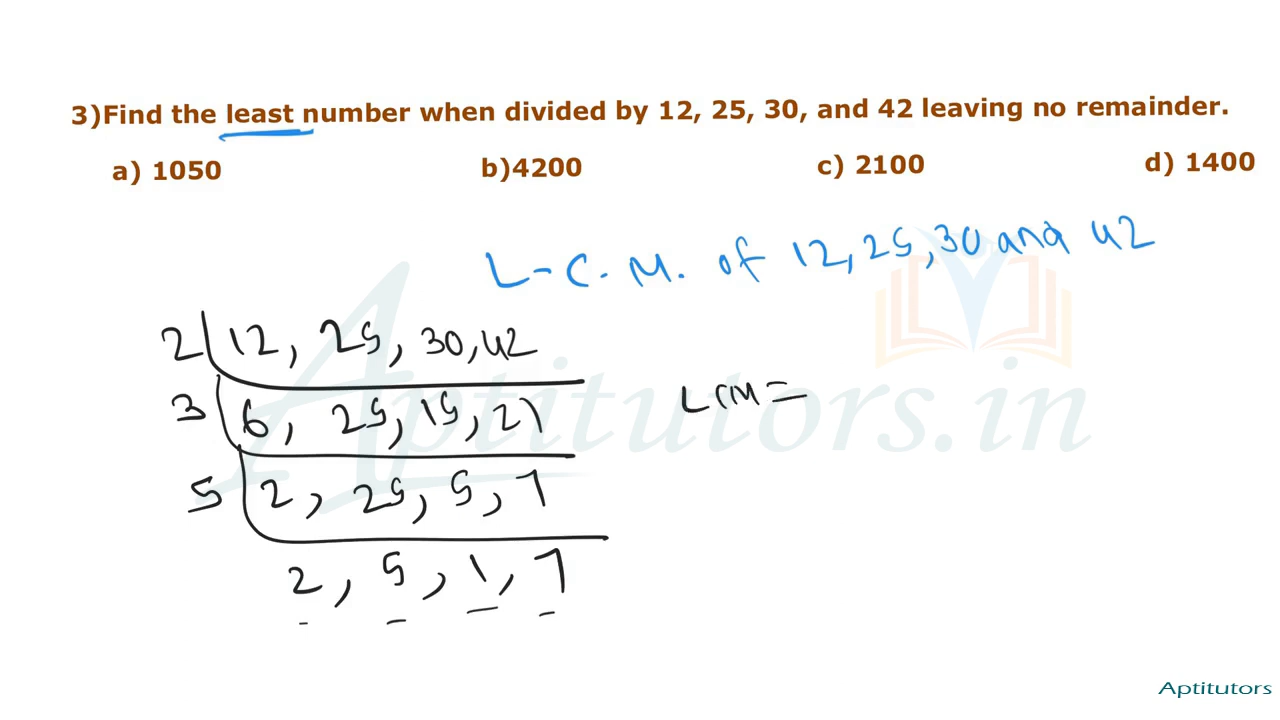 3)Find the least number when divided by 12, 25, 30, and 42 leaving no remainder.
a) 1050 b)4200 c) 2100 d) 1400
L-C. M. of 12, 25, 30 and 42
2 12, 25, 30, 42
3 6, 25, 15, 21
LCM =
5 2, 25, 5, 7
2, 5, 1, 7
Aptitutors.in
Aptitutors